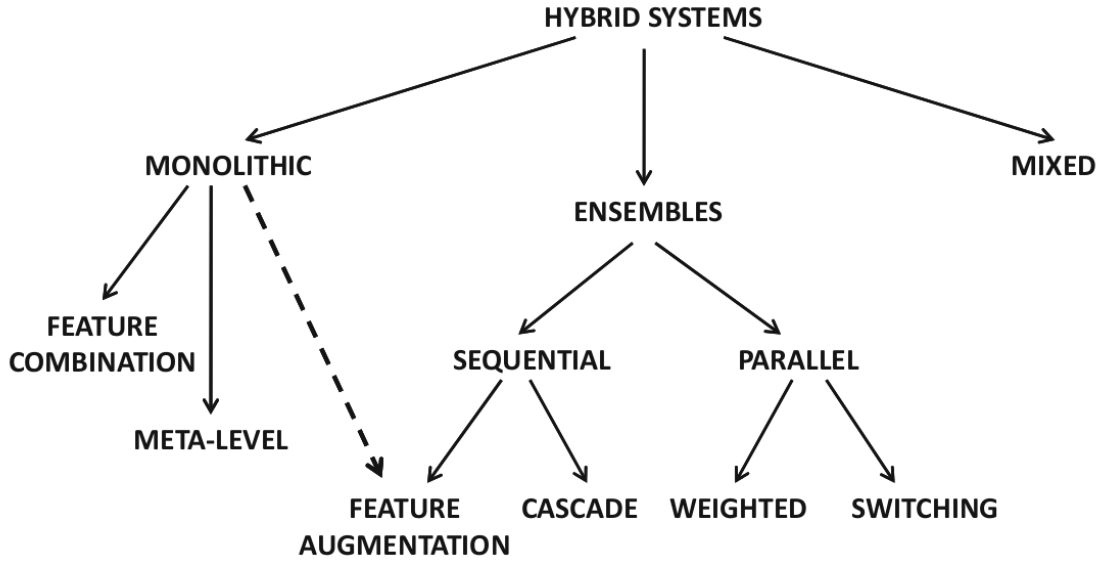 HYBRID SYSTEMS
MONOLITHIC
MIXED
ENSEMBLES
FEATURE
COMBINATION
SEQUENTIAL
PARALLEL
META-LEVEL
FEATURE
AUGMENTATION
CASCADE
WEIGHTED
SWITCHING